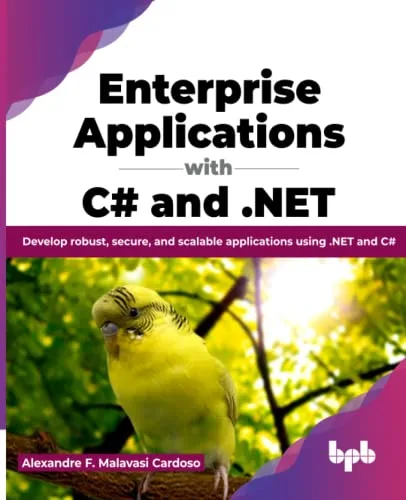 Enterprise
Applications
with
C# and .NET
Develop robust, secure, and scalable applications using .NET and C#
Alexandre F. Malavasi Cardoso
bpb